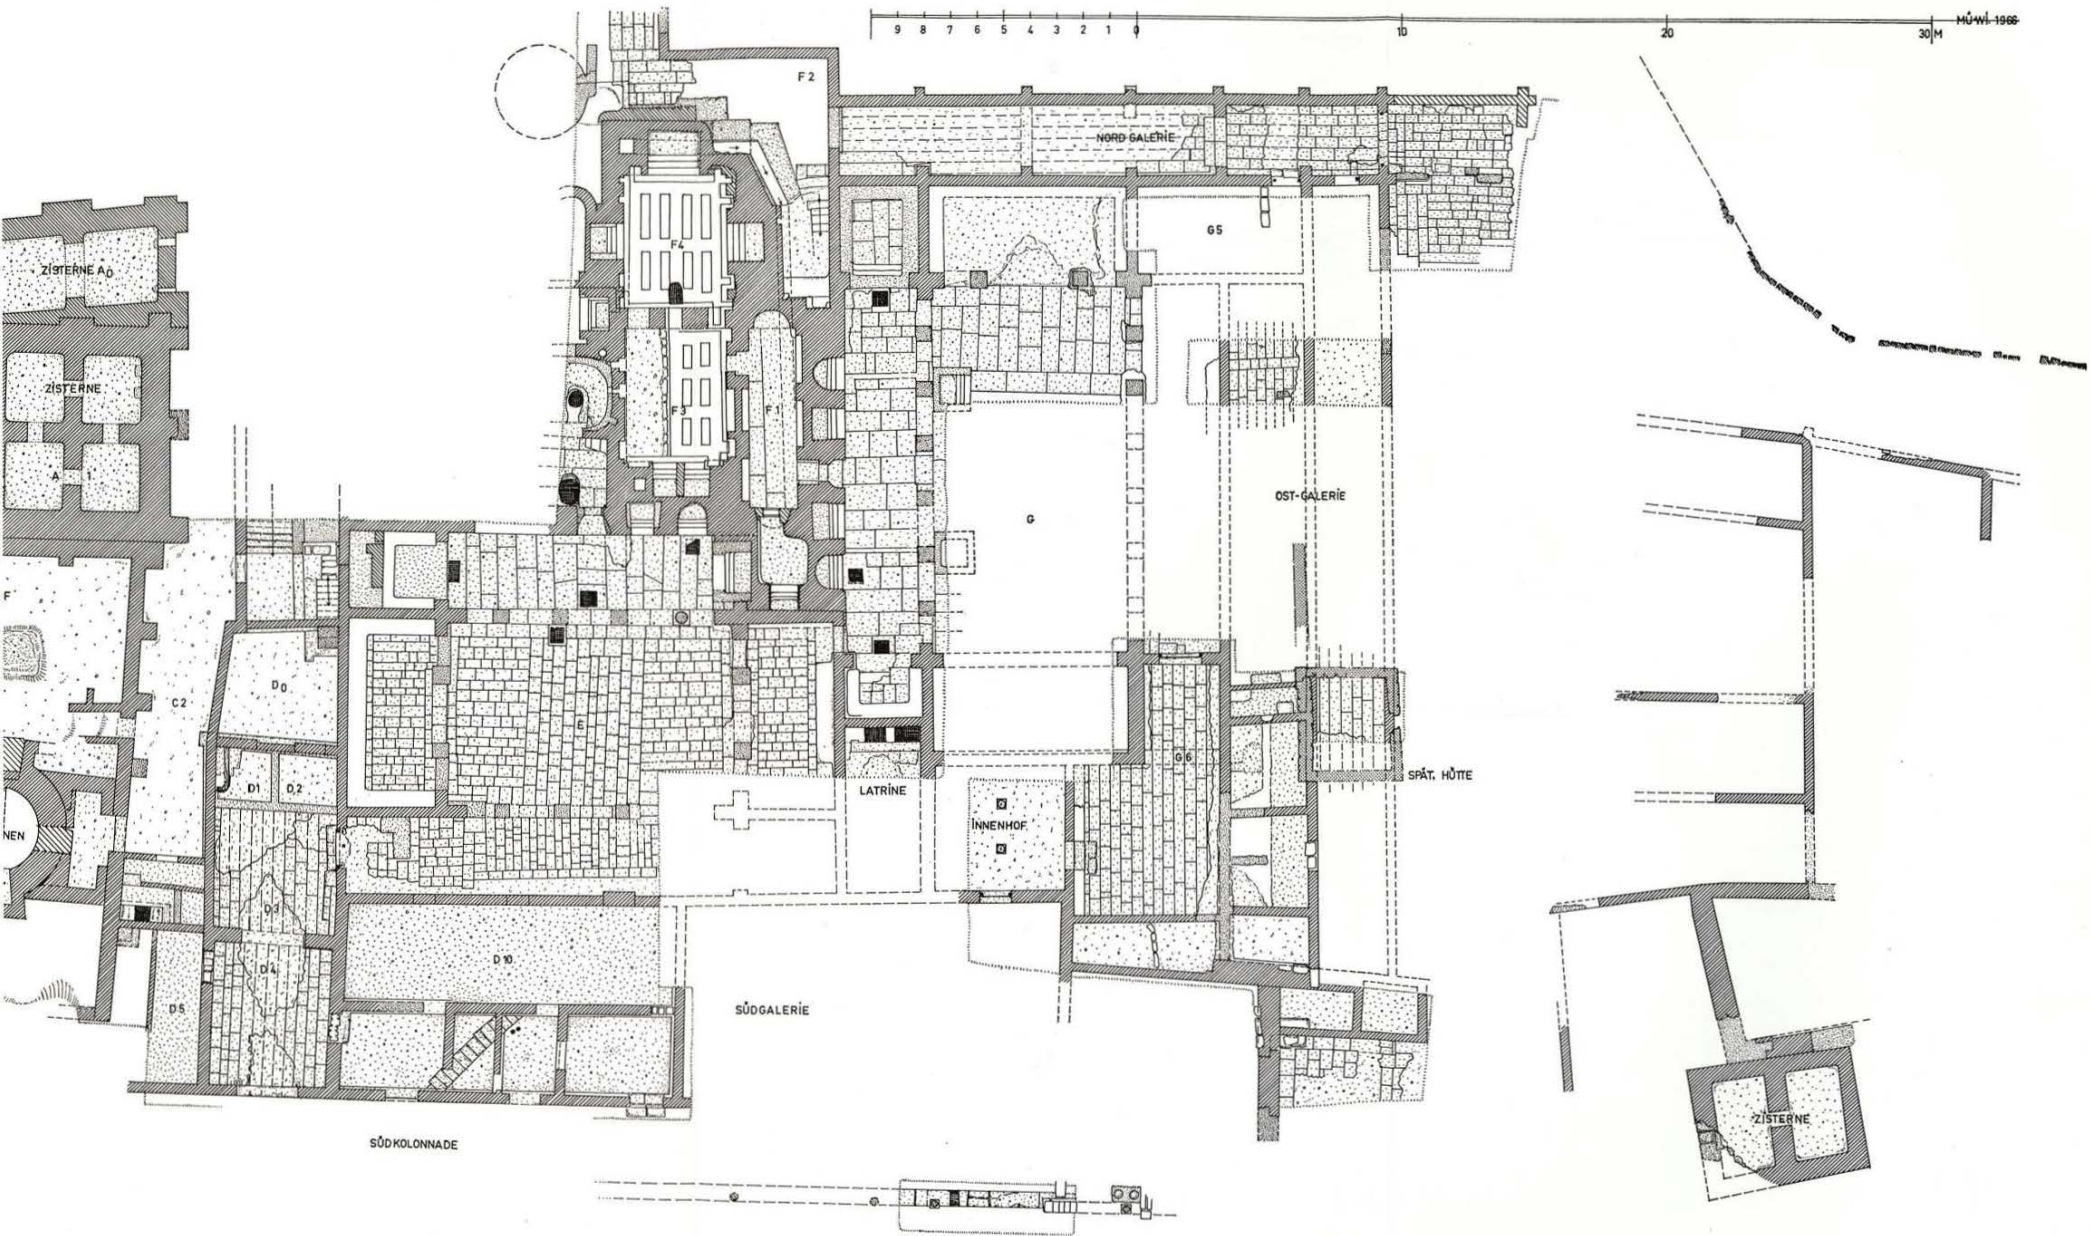 9 8 7 6 5 4 3 2 1 0 10 20 30 M
MÜ-WI. 1966
F 2
NORD GALERIE
F4
G5
ZISTERNE AÖ
ZISTERNE
A 1
F3
F1
G
OST-GALERIE
F
C2
D0
E
D1
D2
G6
SPÄT. HÜTTE
LATRINE
INNENHOF
NEN
D3
D4
D10
D5
SÜDGALERIE
SÜDKOLONNADE
ZISTERNE